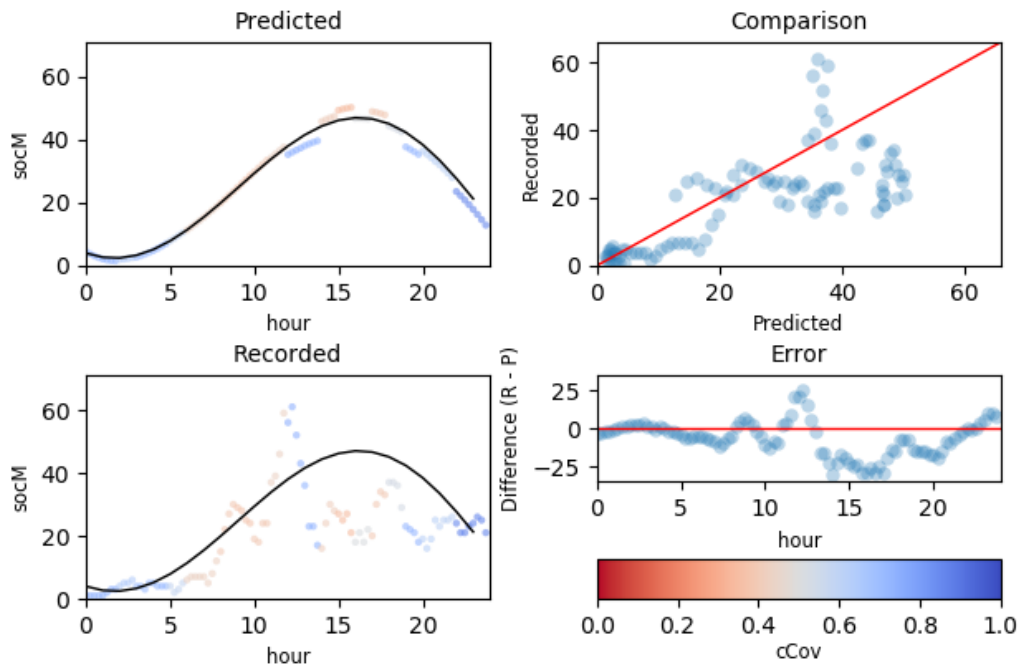 Predicted
socM
60
40
20
0
0 5 10 15 20
hour
Comparison
Recorded
60
40
20
0
0 20 40 60
Predicted
Recorded
socM
60
40
20
0
0 5 10 15 20
hour
Error
Difference (R - P)
25
0
−25
0 5 10 15 20
hour
0.0 0.2 0.4 0.6 0.8 1.0
cCov